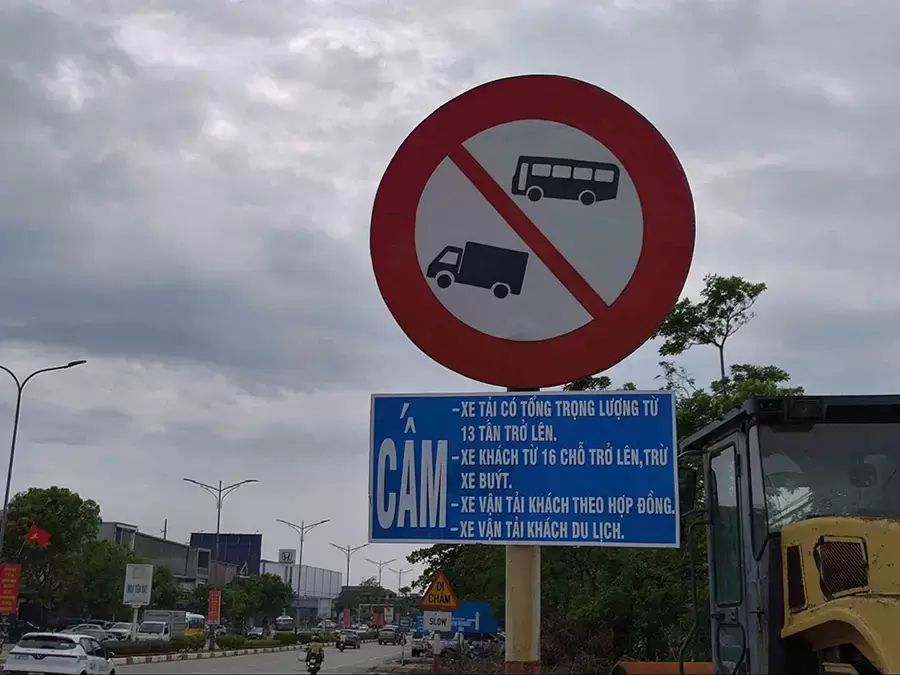 CẤM
-XE TẢI CÓ TỔNG TRỌNG LƯỢNG TỪ
13 TẤN TRỞ LÊN.
-XE KHÁCH TỪ 16 CHỖ TRỞ LÊN,TRỪ
XE BUÝT.
-XE VẬN TẢI KHÁCH THEO HỢP ĐỒNG.
-XE VẬN TẢI KHÁCH DU LỊCH.
ĐI
CHẬM
SLOW